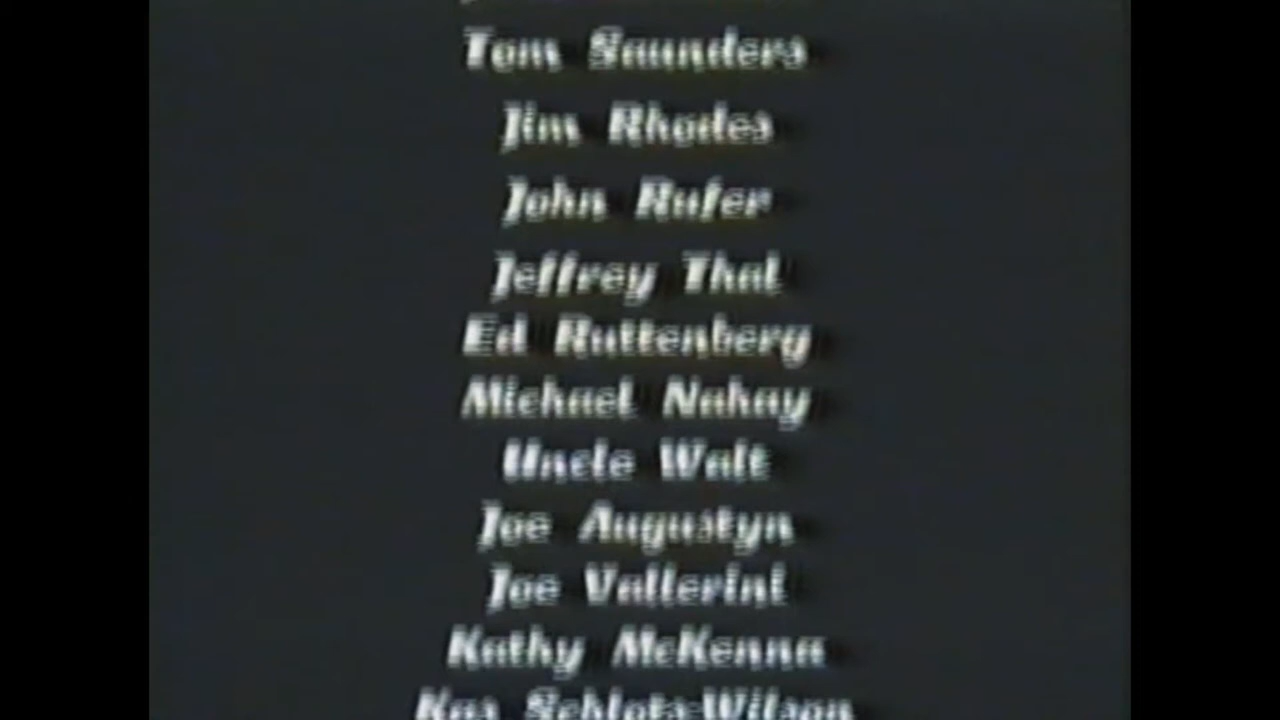 Tom Saunders
Jim Rhodes
John Rufer
Jeffrey Thal
Ed Ruttenberg
Michael Nahay
Uncle Walt
Joe Augustyn
Joe Vallerini
Kathy McKenna